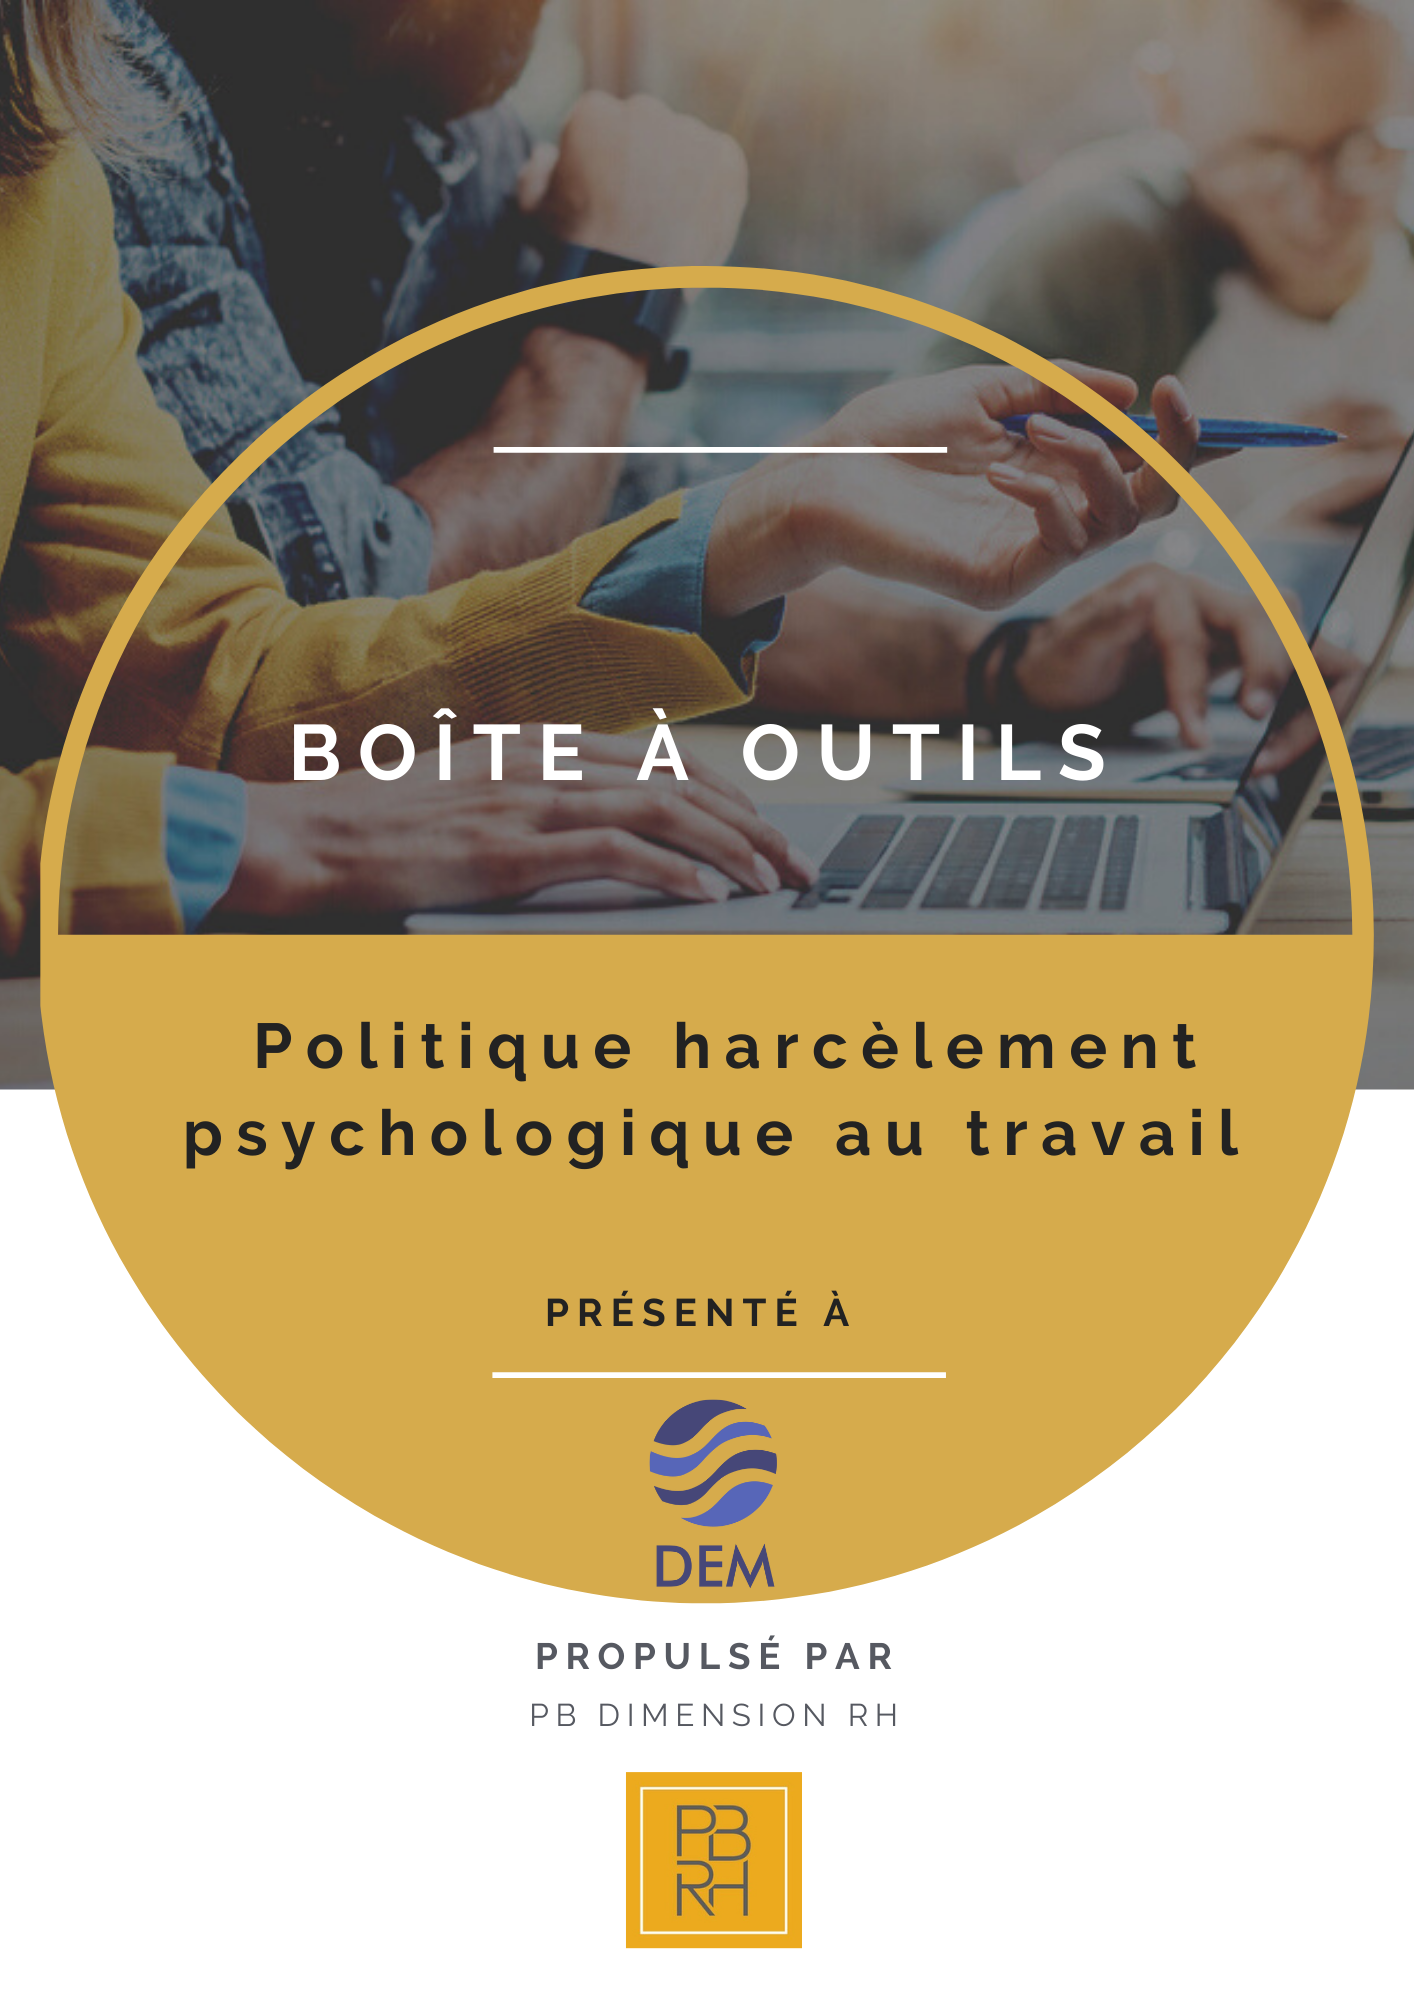 BOÎTE À OUTILS
Politique harcèlement
psychologique au travail
PRÉSENTÉ À
DEM
PROPULSÉ PAR
PB DIMENSION RH
PB
RH